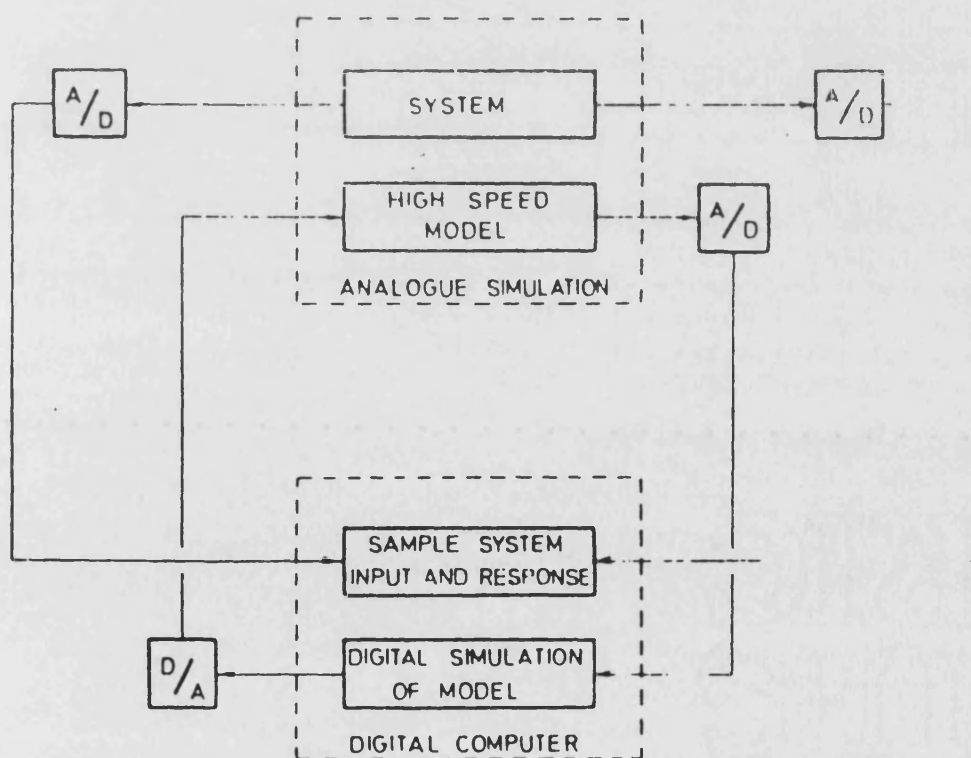 A/D
SYSTEM
A/D
HIGH SPEED
MODEL
A/D
ANALOGUE SIMULATION
SAMPLE SYSTEM
INPUT AND RESPONSE
D/A
DIGITAL SIMULATION
OF MODEL
DIGITAL COMPUTER